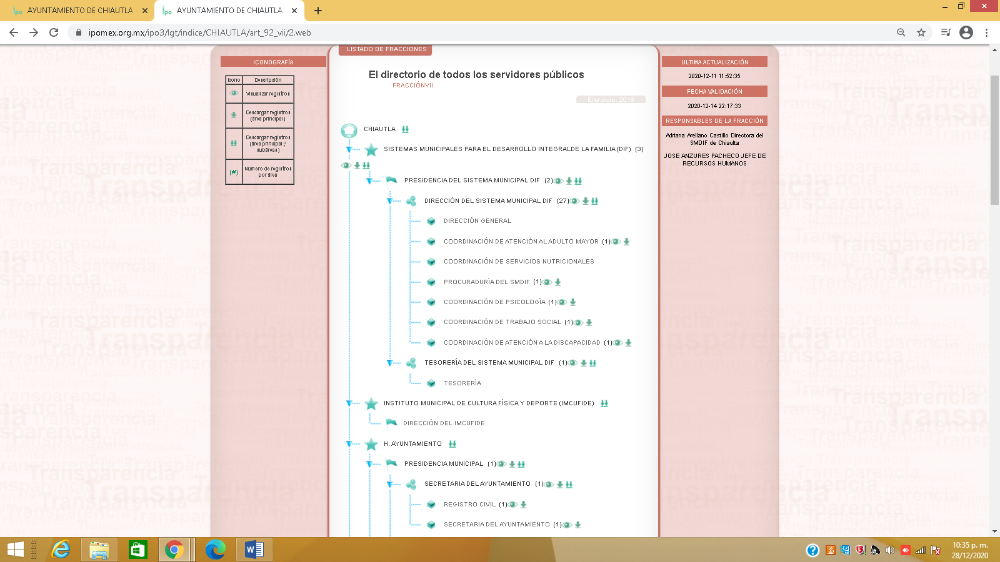 AYUNTAMIENTO DE CHIAUTLA
AYUNTAMIENTO DE CHIAUTLA
ipomex.org.mx/ipo3/lgt/indice/CHIAUTLA/art_92_vii/2.web
LISTADO DE FRACCIONES
ICONOGRAFÍA
Icono Descripción
Visualizar registros
Descargar registros
(área principal)
Descargar registros
(área principal y
subáreas)
(#) Número de registros
por área
El directorio de todos los servidores públicos
FRACCIÓNVII
Ejercicio: 2019
CHIAUTLA
SISTEMAS MUNICIPALES PARA EL DESARROLLO INTEGRALDE LA FAMILIA(DIF) (3)
PRESIDENCIA DEL SISTEMA MUNICIPAL DIF (2)
DIRECCIÓN DEL SISTEMA MUNICIPAL DIF (27)
DIRECCIÓN GENERAL
COORDINACIÓN DE ATENCIÓN AL ADULTO MAYOR (1)
COORDINACIÓN DE SERVICIOS NUTRICIONALES
PROCURADURÍA DEL SMDIF (1)
COORDINACIÓN DE PSICOLOGÍA (1)
COORDINACIÓN DE TRABAJO SOCIAL (1)
COORDINACIÓN DE ATENCIÓN A LA DISCAPACIDAD (1)
TESORERÍA DEL SISTEMA MUNICIPAL DIF (1)
TESORERÍA
INSTITUTO MUNICIPAL DE CULTURA FÍSICA Y DEPORTE (IMCUFIDE)
DIRECCIÓN DEL IMCUFIDE
H. AYUNTAMIENTO
PRESIDENCIA MUNICIPAL (1)
SECRETARIA DEL AYUNTAMIENTO (1)
REGISTRO CIVIL (1)
SECRETARIA DEL AYUNTAMIENTO (1)
ULTIMA ACTUALIZACIÓN
2020-12-11 11:52:35
FECHA VALIDACIÓN
2020-12-14 22:17:33
RESPONSABLES DE LA FRACCIÓN
Adriana Arellano Castillo Directora del
SMDIF de Chiaulta
JOSE ANZURES PACHECO JEFE DE
RECURSOS HUMANOS
10:35 p. m.
28/12/2020